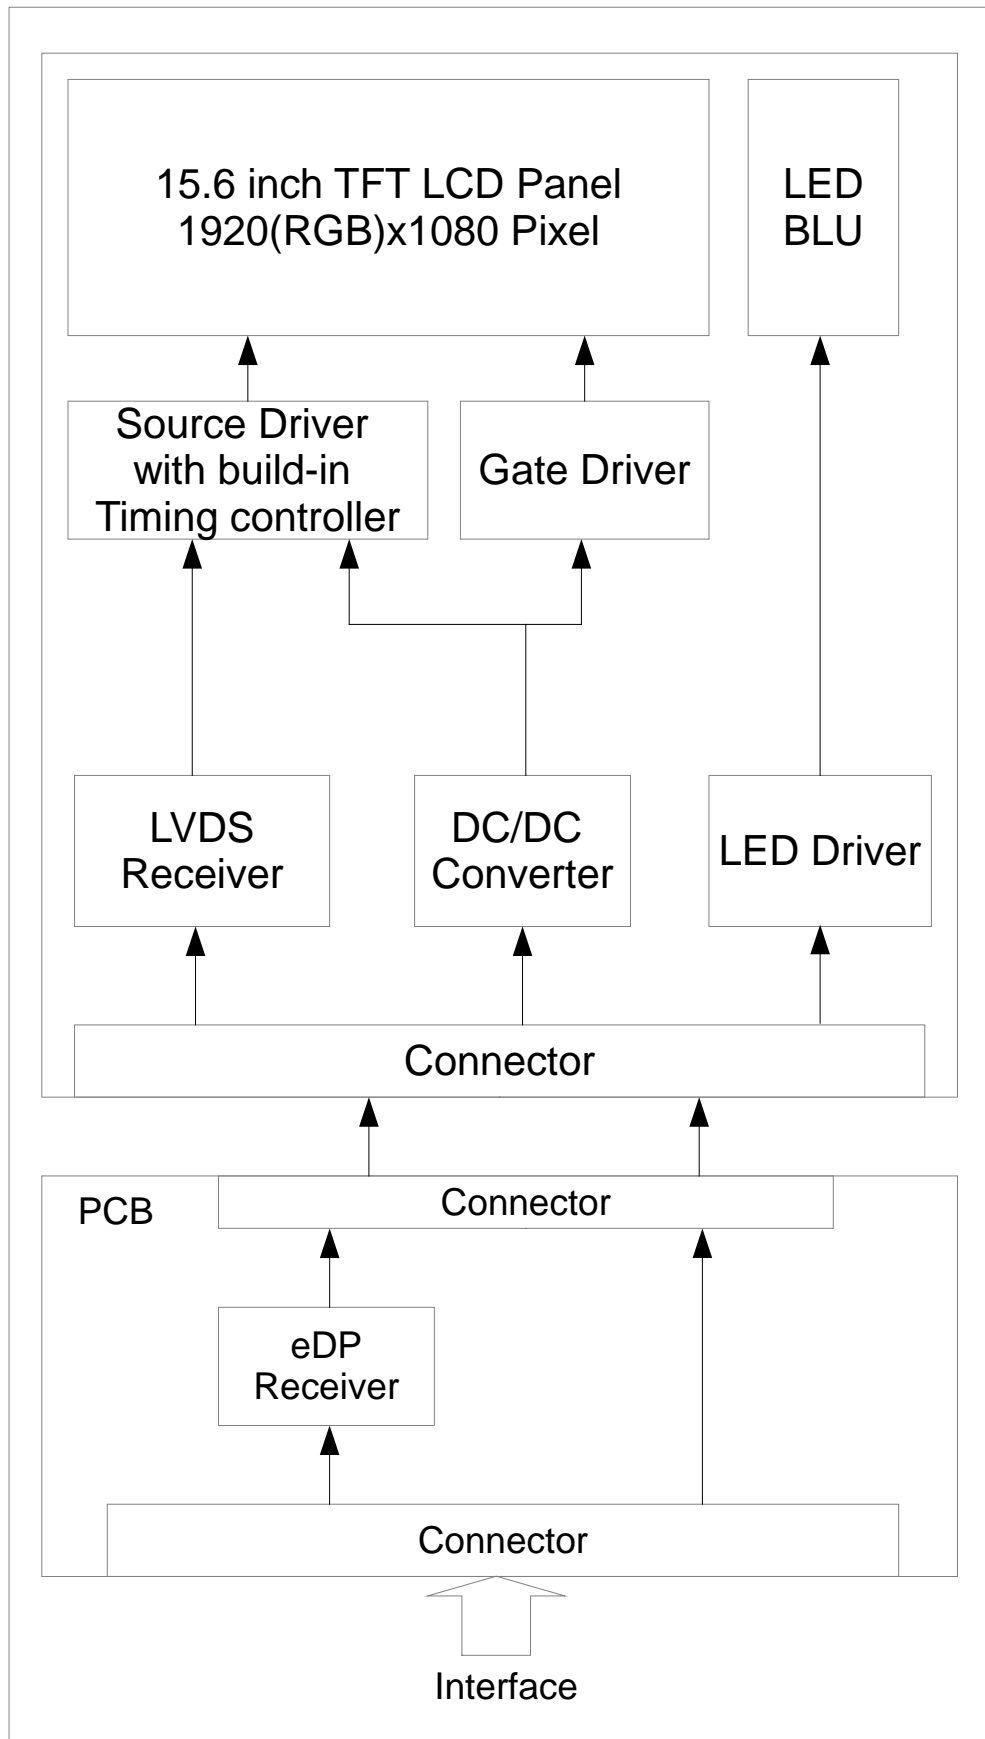 15.6 inch TFT LCD Panel
1920(RGB)x1080 Pixel
LED
BLU
Source Driver
with build-in
Timing controller
Gate Driver
LVDS
Receiver
DC/DC
Converter
LED Driver
Connector
PCB
Connector
eDP
Receiver
Connector
Interface